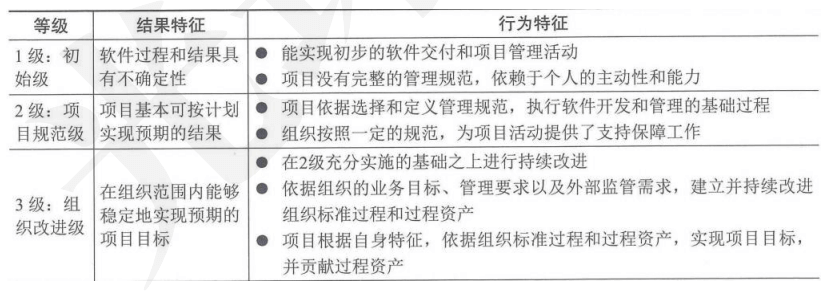 等级 结果特征 行为特征
1级：初始级 软件过程和结果具有不确定性
● 能实现初步的软件交付和项目管理活动
● 项目没有完整的管理规范，依赖于个人的主动性和能力
2级：项目规范级 项目基本可按计划实现预期的结果
● 项目依据选择和定义管理规范，执行软件开发和管理的基础过程
● 组织按照一定的规范，为项目活动提供了支持保障工作
3级：组织改进级 在组织范围内能够稳定地实现预期的项目目标
● 在2级充分实施的基础之上进行持续改进
● 依据组织的业务目标、管理要求以及外部监管需求，建立并持续改进
组织标准过程和过程资产
● 项目根据自身特征，依据组织标准过程和过程资产，实现项目目标，
并贡献过程资产